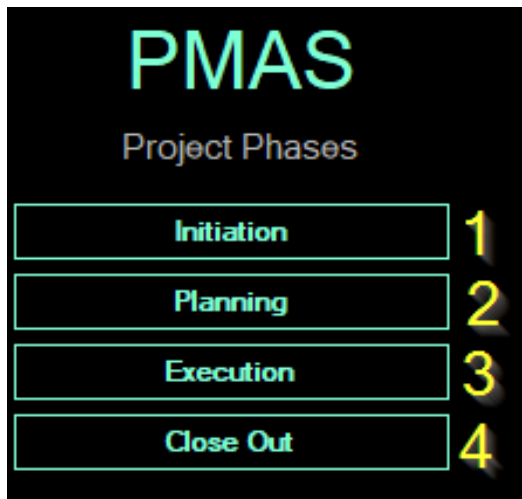 PMAS
Project Phases
Initiation 1
Planning 2
Execution 3
Close Out 4